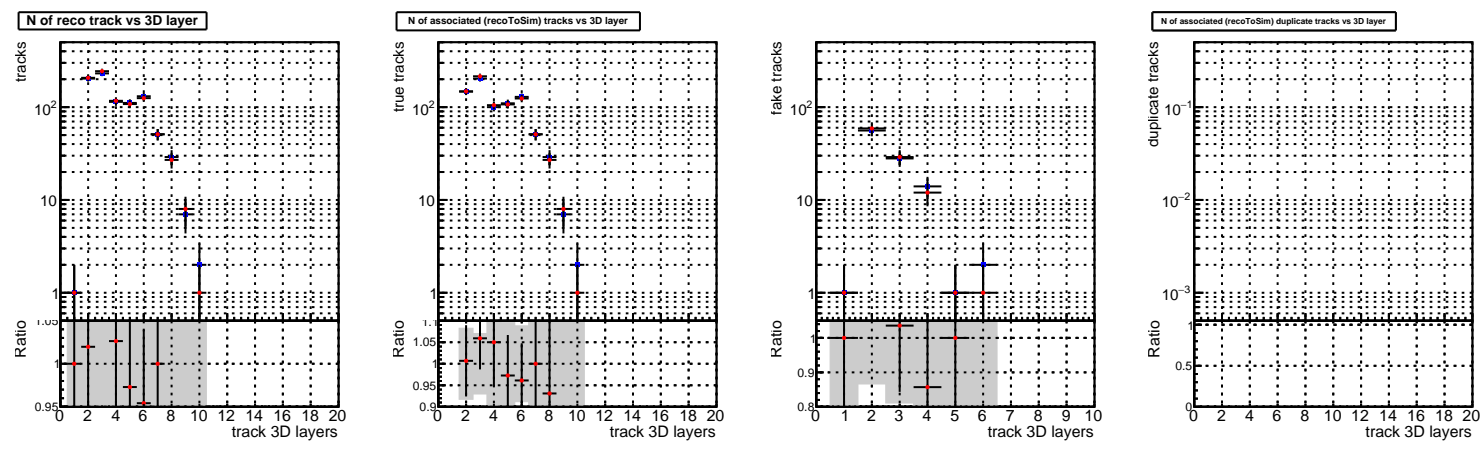 N of reco track vs 3D layer
tracks
10²
10
1
Ratio
1.05
1
0.95
0 2 4 6 8 10 12 14 16 18 20
track 3D layers
N of associated (recoToSim) tracks vs 3D layer
true tracks
10²
10
1
Ratio
1.1
1.05
1
0.95
0.9
0 2 4 6 8 10 12 14 16 18 20
track 3D layers
fake tracks
10²
10
1
Ratio
1
0.9
0.8
0 1 2 3 4 5 6 7 8 9 10
track 3D layers
N of associated (recoToSim) duplicate tracks vs 3D layer
duplicate tracks
10⁻¹
10⁻²
10⁻³
Ratio
1
0.5
0
0 2 4 6 8 10 12 14 16 18 20
track 3D layers